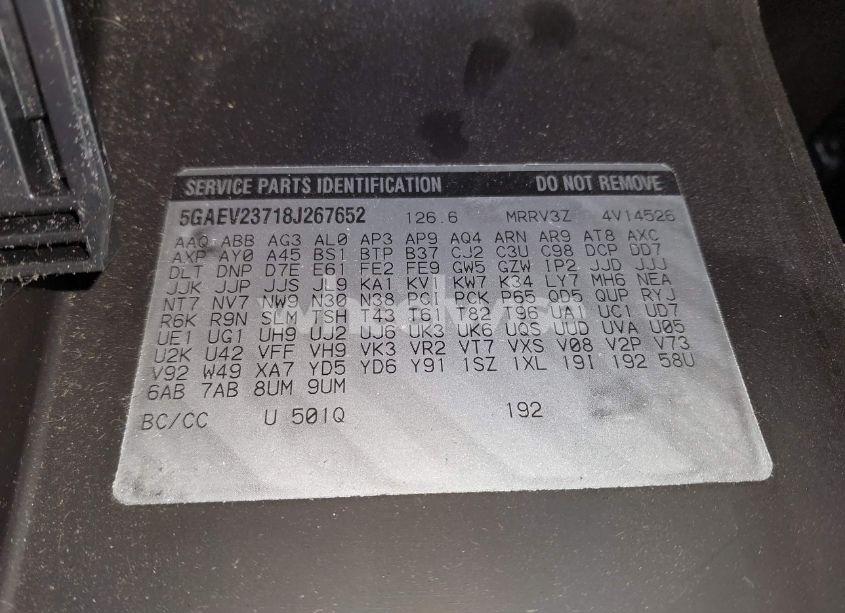 SERVICE PARTS IDENTIFICATION DO NOT REMOVE
5GAEV23718J267652 126.6 MRRV3Z 4V14526
AAQ ABB AG3 AL0 AP3 AP9 AQ4 ARN AR9 AT8 AXC
AXP AY0 A45 BS1 BTP B37 CJ2 C3U C98 DCP DD7
DLT DNP D7E E61 FE2 FE9 GW5 GZW IP2 JJD JJJ
JJK JJP JJS JL9 KA1 KV1 KW7 K34 LY7 MH6 NEA
NT7 NV7 NW9 N30 N38 PCI PCK P65 QD5 QUP RYJ
R6K R9N SLM TSH T43 T61 T82 T96 UA1 UC1 UD7
UE1 UG1 UH9 UJ2 UJ6 UK3 UK6 UQS UUD UVA U05
U2K U42 VFF VH9 VK3 VR2 VT7 VXS V08 V2P V73
V92 W49 XA7 YD5 YD6 Y91 1SZ 1XL 19I 192 58U
6AB 7AB 8UM 9UM
BC/CC U 501Q 192